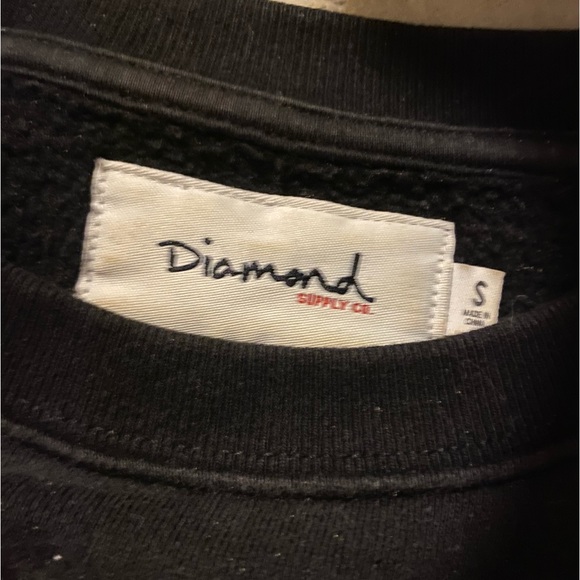 Diamond
SUPPLY CO.
S
MADE IN
CHINA